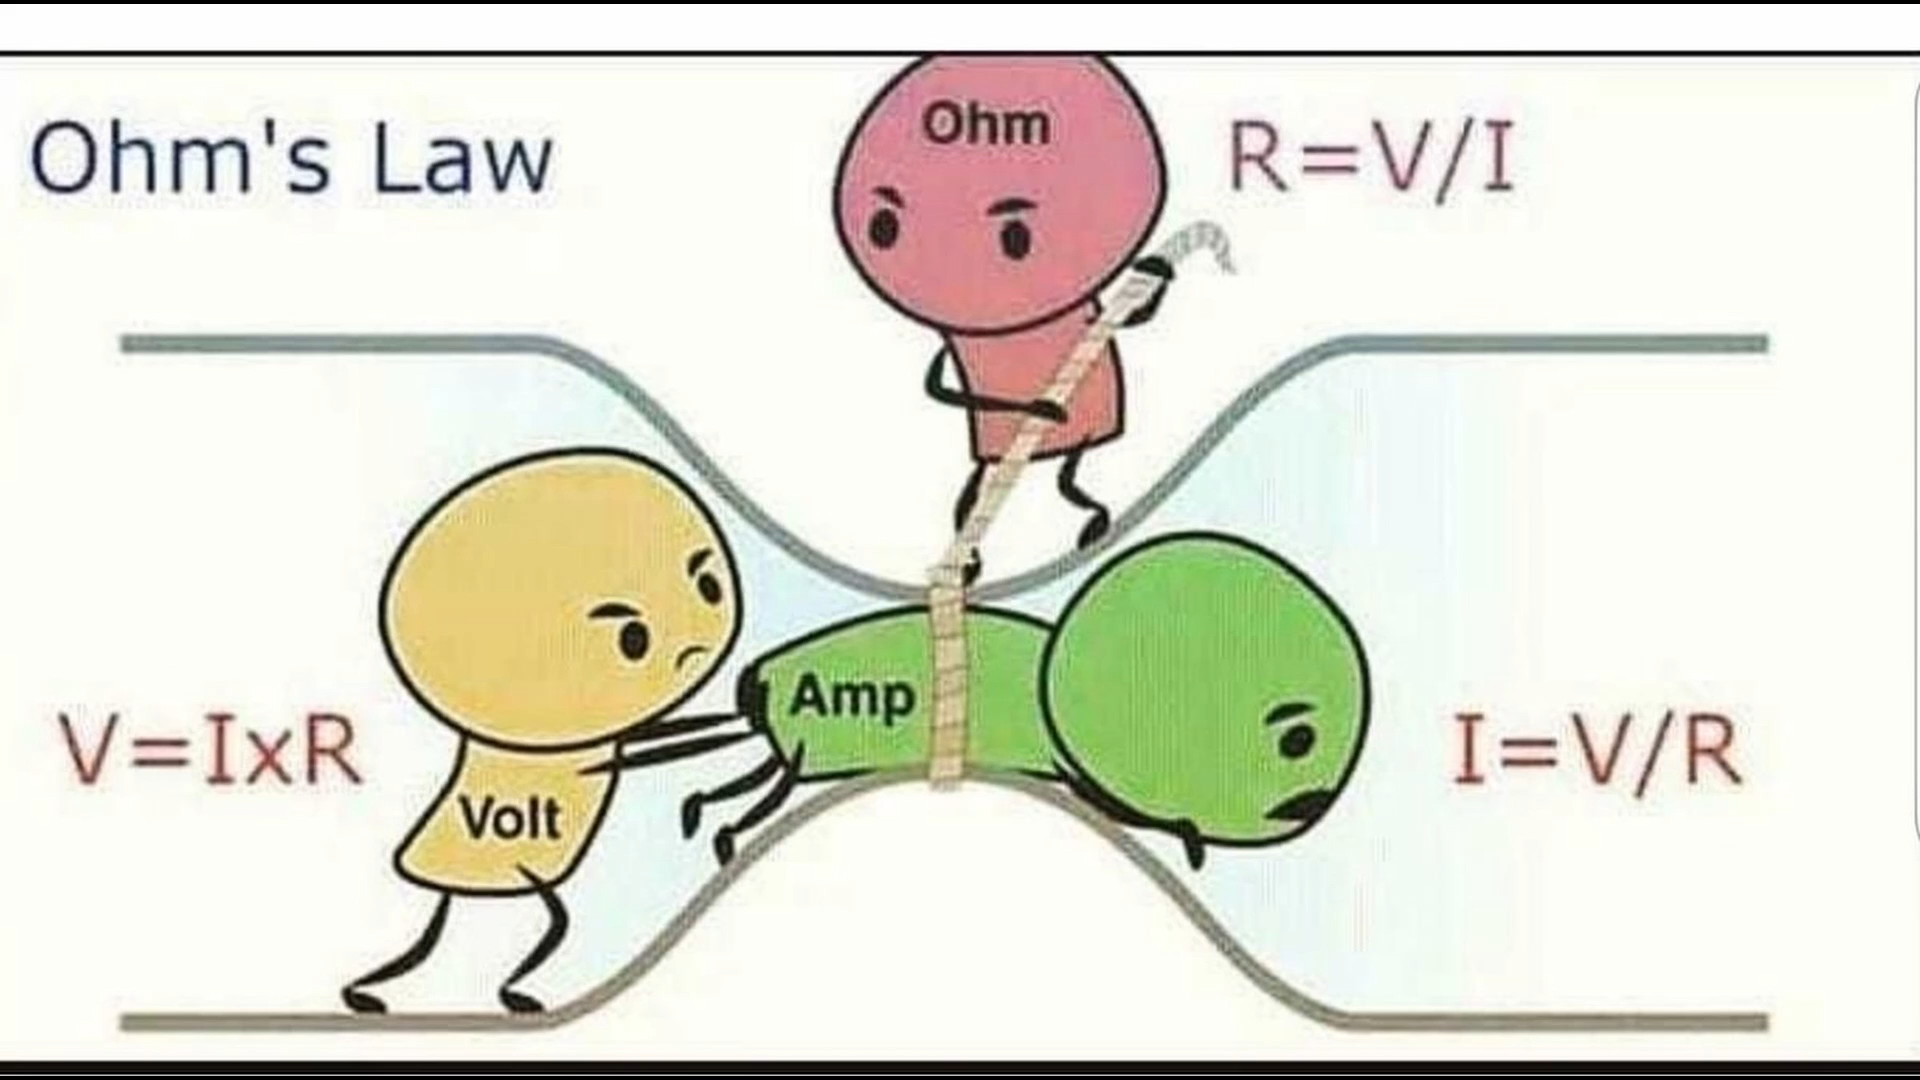 Ohm's Law
Ohm
R=V/I
Amp
V=IxR
I=V/R
Volt